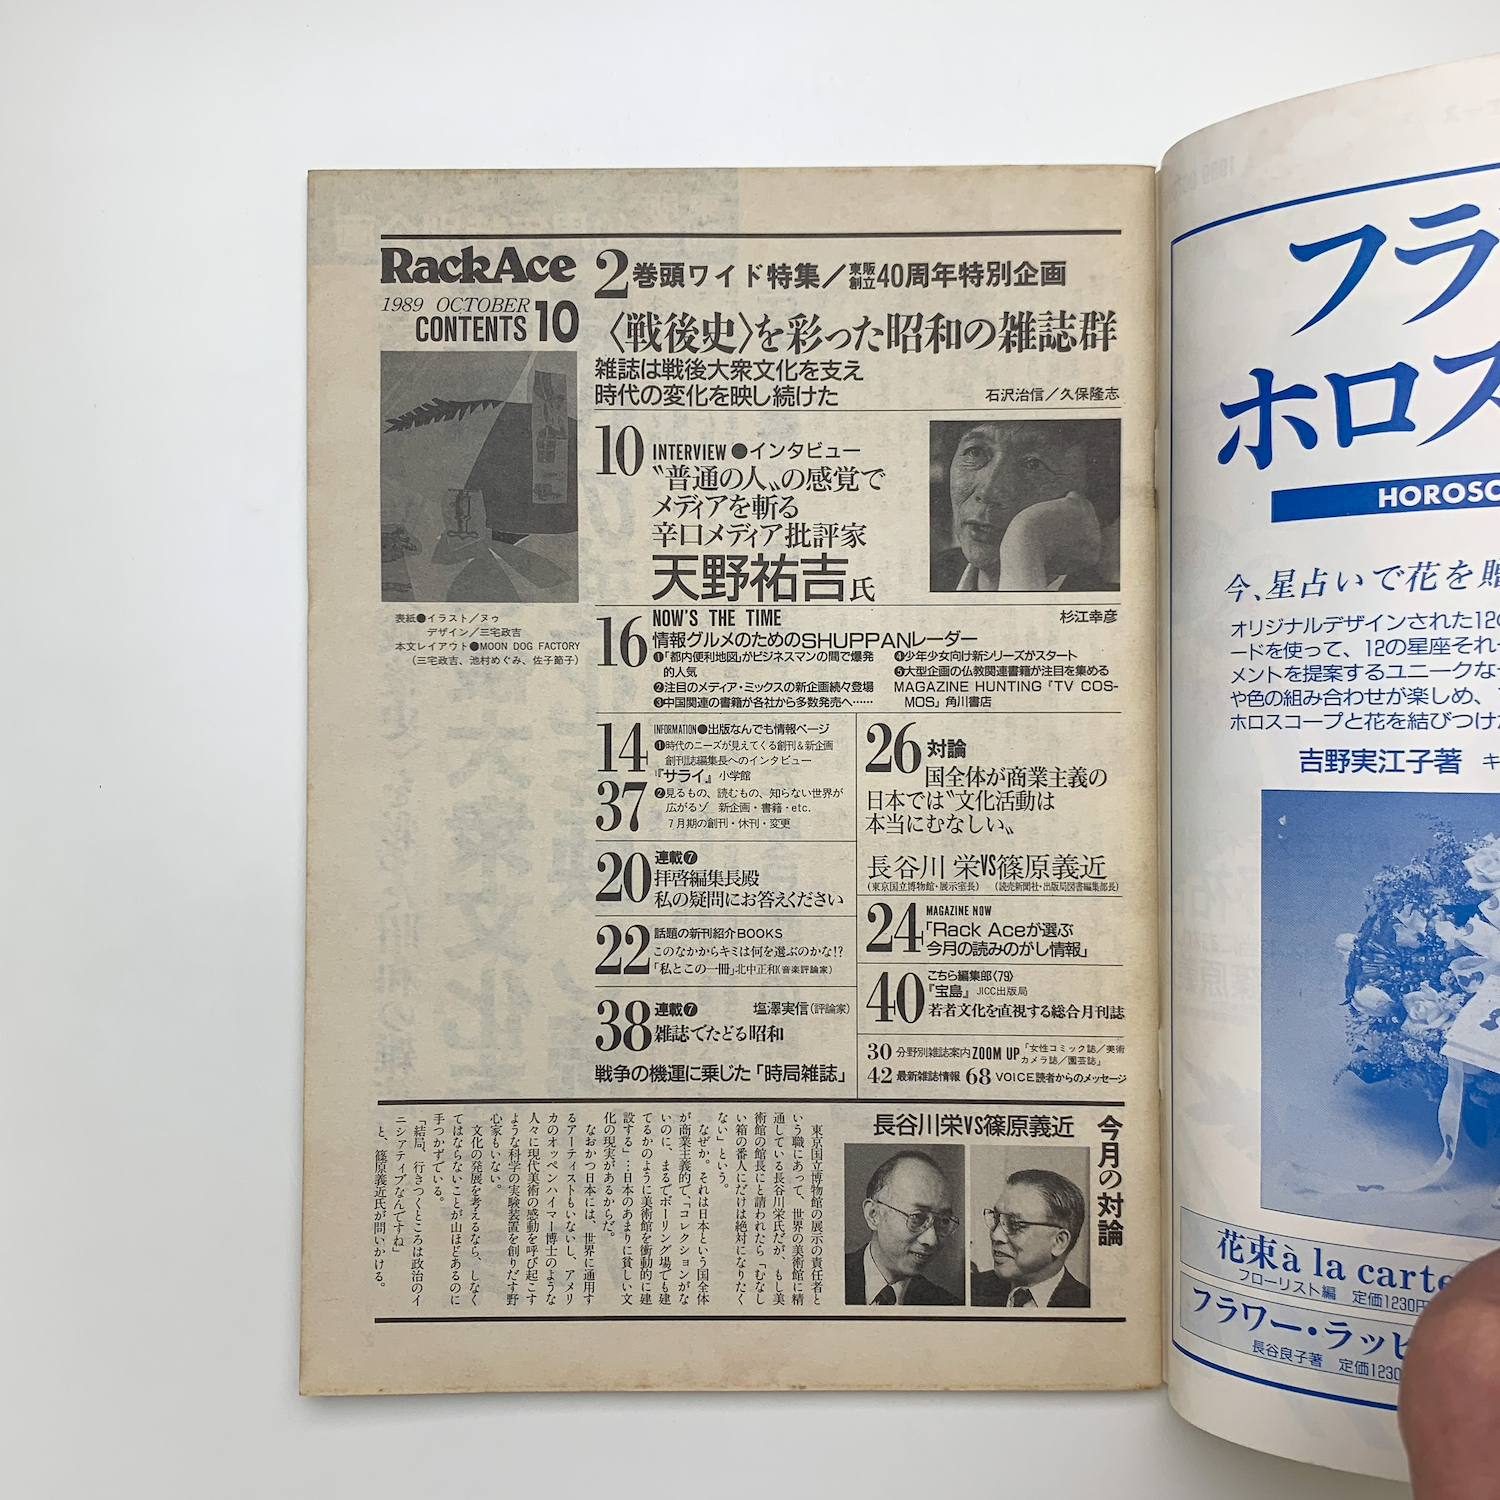 RackAce
1989 OCTOBER
CONTENTS 10
表紙●イラスト/ヌゥ
デザイン/三宅政吉
本文レイアウト●MOON DOG FACTORY
(三宅政吉、池村めぐみ、佐子節子)
2 巻頭ワイド特集/東販創立40周年特別企画
〈戦後史〉を彩った昭和の雑誌群
雑誌は戦後大衆文化を支え
時代の変化を映し続けた
石沢治信/久保隆志
10 INTERVIEW●インタビュー
〝普通の人〟の感覚で
メディアを斬る
辛口メディア批評家
天野祐吉氏
16 NOW'S THE TIME
杉江幸彦
情報グルメのためのSHUPPANレーダー
❶「都内便利地図」がビジネスマンの間で爆発
的人気
❷注目のメディア・ミックスの新企画続々登場
❸中国関連の書籍が各社から多数発売へ……
❹少年少女向け新シリーズがスタート
❺大型企画の仏教関連書籍が注目を集める
MAGAZINE HUNTING「TV COS-
MOS」角川書店
14
37
INFORMATION●出版なんでも情報ページ
❶時代のニーズが見えてくる創刊&新企画
創刊誌編集長へのインタビュー
『サライ』小学館
❷見るもの、読むもの、知らない世界が
広がるゾ 新企画・書籍・etc.
7月期の創刊・休刊・変更
20 連載❼
拝啓編集長殿
私の疑問にお答えください
22 話題の新刊紹介BOOKS
このなかからキミは何を選ぶのかな!?
「私とこの一冊」北中正和(音楽評論家)
38 連載❼ 塩澤実信(評論家)
雑誌でたどる昭和
戦争の機運に乗じた「時局雑誌」
26 対論
国全体が商業主義の
日本では〝文化活動は
本当にむなしい〟
長谷川 栄VS篠原義近
(東京国立博物館・展示室長) (読売新聞社・出版局図書編集部長)
24 MAGAZINE NOW
「Rack Aceが選ぶ
今月の読みのがし情報」
40 こちら編集部〈79〉
『宝島』JICC出版局
若者文化を直視する総合月刊誌
30 分野別雑誌案内 ZOOM UP「女性コミック誌/美術
カメラ誌/園芸誌」
42 最新雑誌情報 68 VOICE読者からのメッセージ
今月の対論
長谷川栄VS篠原義近
東京国立博物館の展示の責任者と
いう職にあって、世界の美術館に精
通している長谷川栄氏だが、もし美
術館の館長にと請われたら「むなし
い箱の番人にだけは絶対になりたく
ない」という。
なぜか。それは日本という国全体
が商業主義的で、「コレクションがな
いのに、まるでボーリング場でも建
てるかのように美術館を衝動的に建
設する」…日本のあまりに貧しい文
化の現実があるからだ。
なおかつ日本には、世界に通用す
るアーティストもいないし、アメリ
カのオッペンハイマー博士のような
人々に現代美術の感動を呼び起こす
ような科学の実験装置を創りだす野
心家もいない。
文化の発展を考えるなら、しなく
てはならないことが山ほどあるのに
手つかずでいる。
「結局、行きつくところは政治のイ
ニシアティブなんですね」
と、篠原義近氏が問いかける。
フラ
ホロス
HOROSC
今、星占いで花を贈
オリジナルデザインされた12
ードを使って、12の星座それ
メントを提案するユニークな
や色の組み合わせが楽しめ、
ホロスコープと花を結びつけ
吉野実江子著 キ
花束à la carte
フローリスト編 定価1230円
フラワー・ラッピ
長谷良子著 定価1230